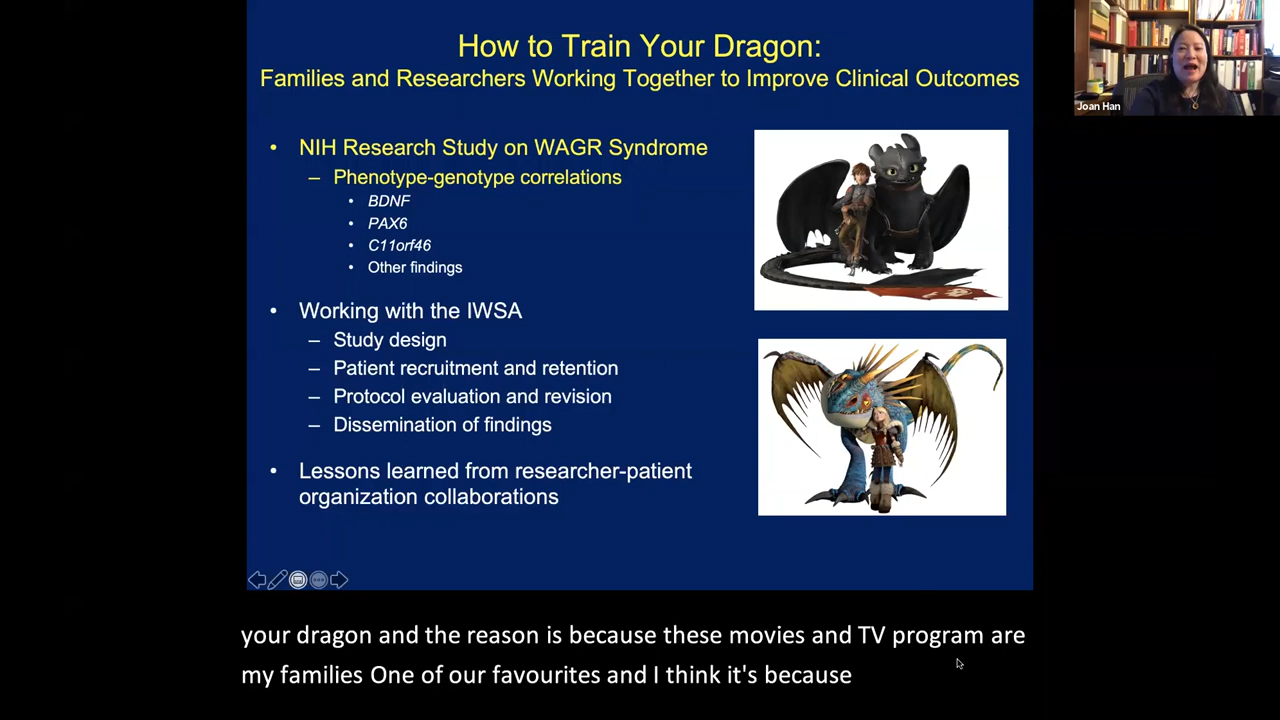 How to Train Your Dragon:
Families and Researchers Working Together to Improve Clinical Outcomes
Joan Han
• NIH Research Study on WAGR Syndrome
– Phenotype-genotype correlations
• BDNF
• PAX6
• C11orf46
• Other findings
• Working with the IWSA
– Study design
– Patient recruitment and retention
– Protocol evaluation and revision
– Dissemination of findings
• Lessons learned from researcher-patient
organization collaborations
your dragon and the reason is because these movies and TV program are
my families One of our favourites and I think it's because